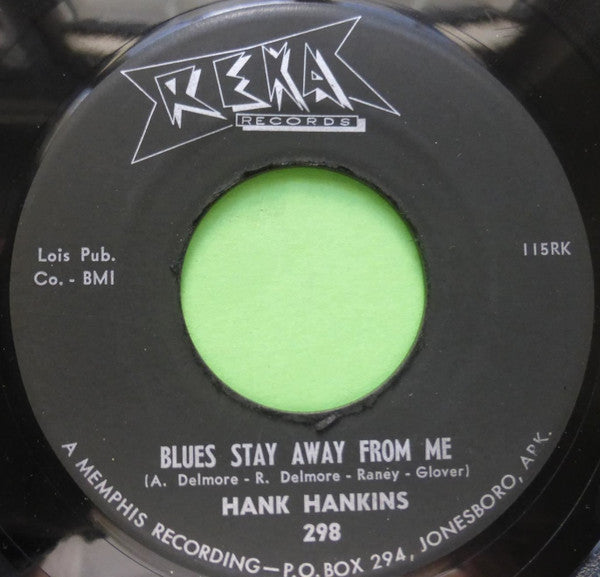 REKA
RECORDS
Lois Pub.
Co. - BMI
115RK
BLUES STAY AWAY FROM ME
(A. Delmore - R. Delmore - Raney - Glover)
HANK HANKINS
298
A MEMPHIS RECORDING—P.O. BOX 294, JONESBORO, ARK.